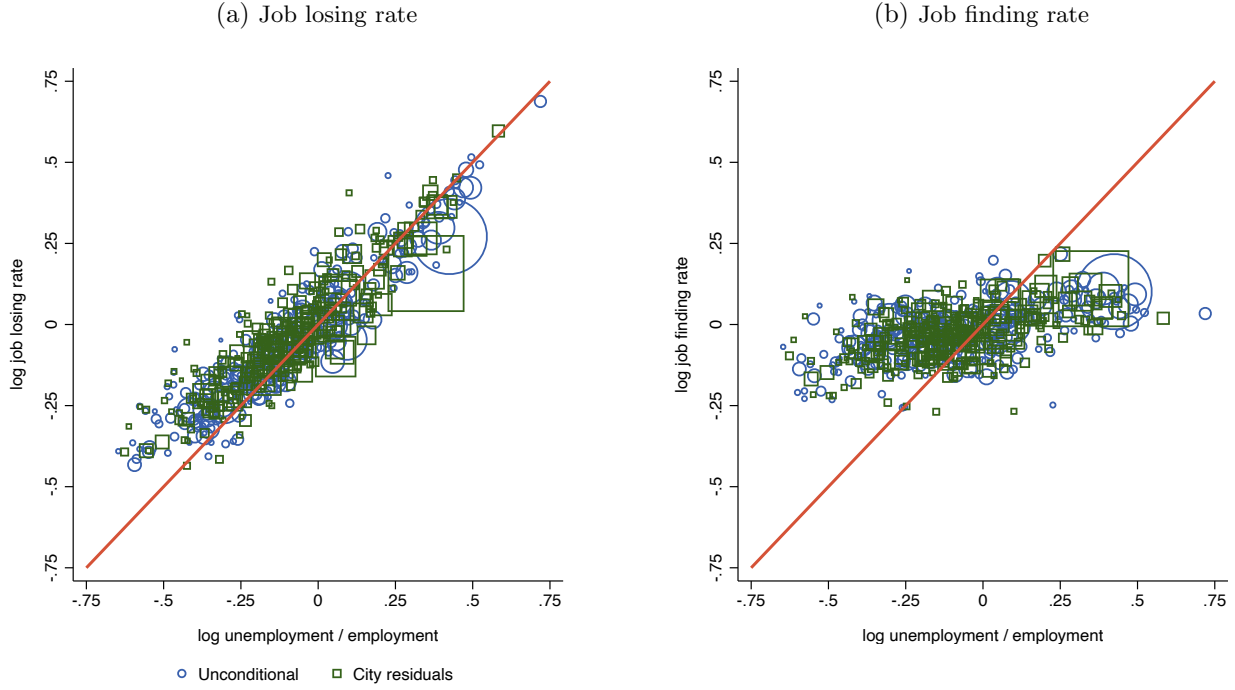 (a) Job losing rate
log job losing rate
.75
.5
.25
0
-.25
-.5
-.75
-.75 -.5 -.25 0 .25 .5 .75
log unemployment / employment
Unconditional City residuals
(b) Job finding rate
log job finding rate
.75
.5
.25
0
-.25
-.5
-.75
-.75 -.5 -.25 0 .25 .5 .75
log unemployment / employment